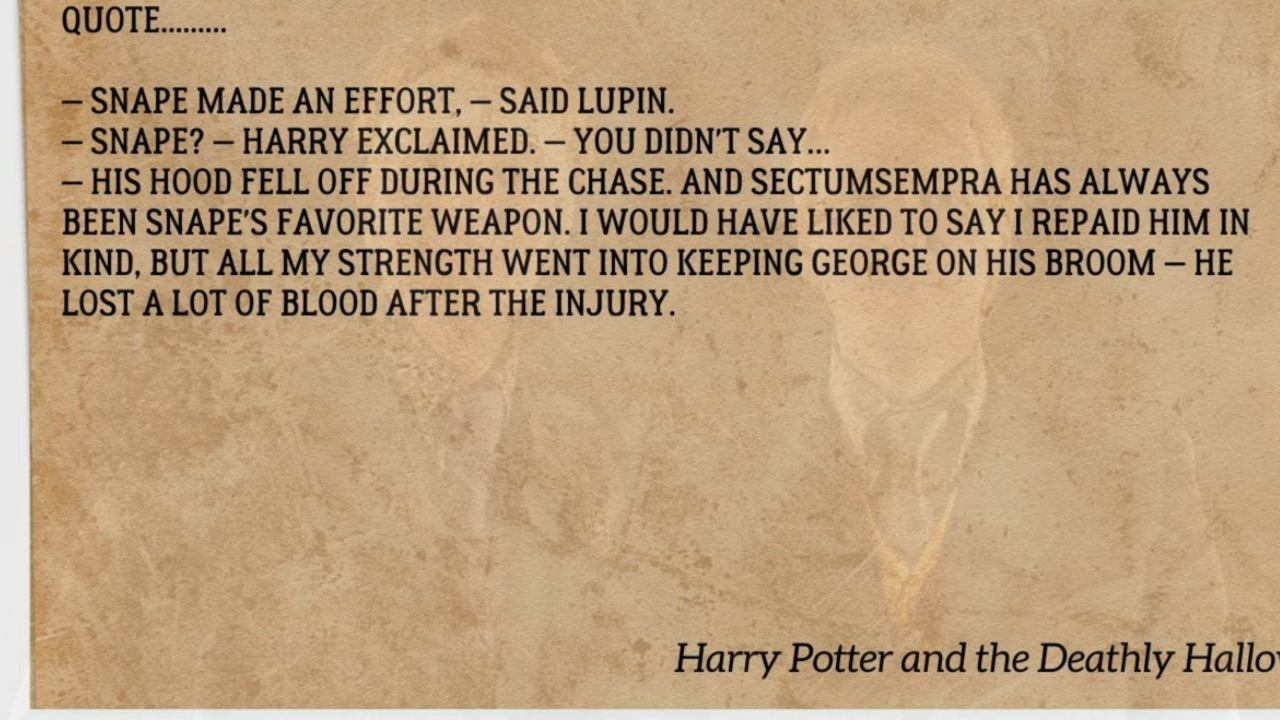 QUOTE.........
– SNAPE MADE AN EFFORT, – SAID LUPIN.
– SNAPE? – HARRY EXCLAIMED. – YOU DIDN'T SAY...
– HIS HOOD FELL OFF DURING THE CHASE. AND SECTUMSEMPRA HAS ALWAYS
BEEN SNAPE'S FAVORITE WEAPON. I WOULD HAVE LIKED TO SAY I REPAID HIM IN
KIND, BUT ALL MY STRENGTH WENT INTO KEEPING GEORGE ON HIS BROOM – HE
LOST A LOT OF BLOOD AFTER THE INJURY.
Harry Potter and the Deathly